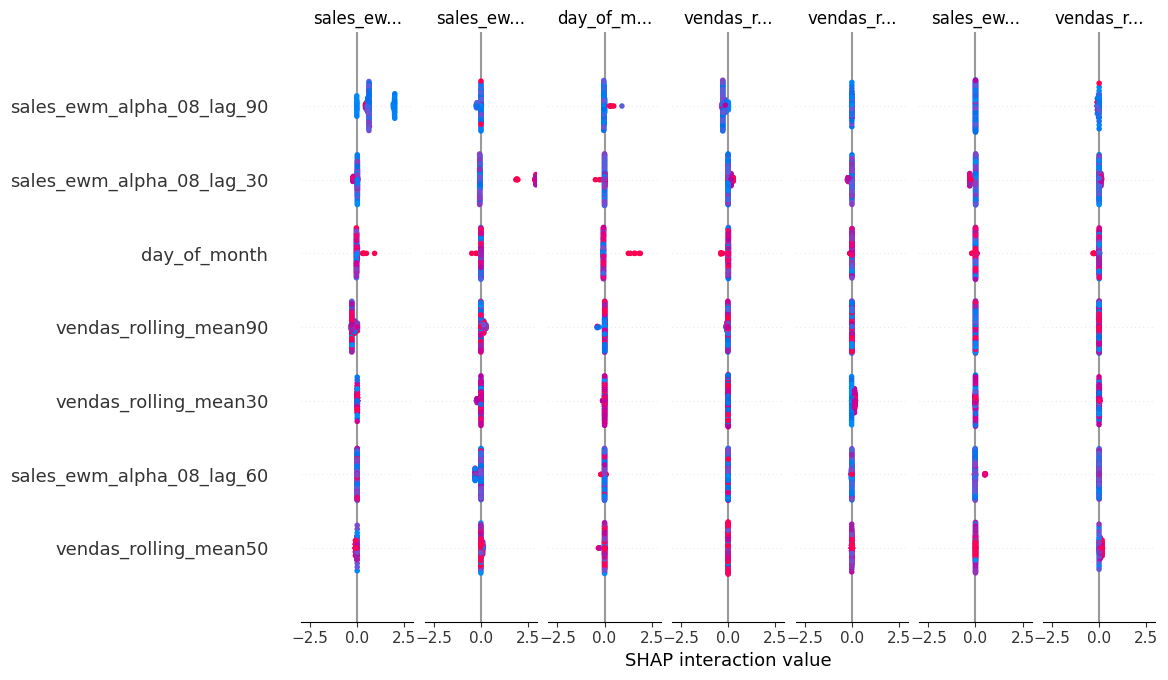 sales_ew... sales_ew... day_of_m... vendas_r... vendas_r... sales_ew... vendas_r...
sales_ewm_alpha_08_lag_90
sales_ewm_alpha_08_lag_30
day_of_month
vendas_rolling_mean90
vendas_rolling_mean30
sales_ewm_alpha_08_lag_60
vendas_rolling_mean50
−2.5 0.0 2.5 −2.5 0.0 2.5 −2.5 0.0 2.5 −2.5 0.0 2.5 −2.5 0.0 2.5 −2.5 0.0 2.5 −2.5 0.0 2.5
SHAP interaction value